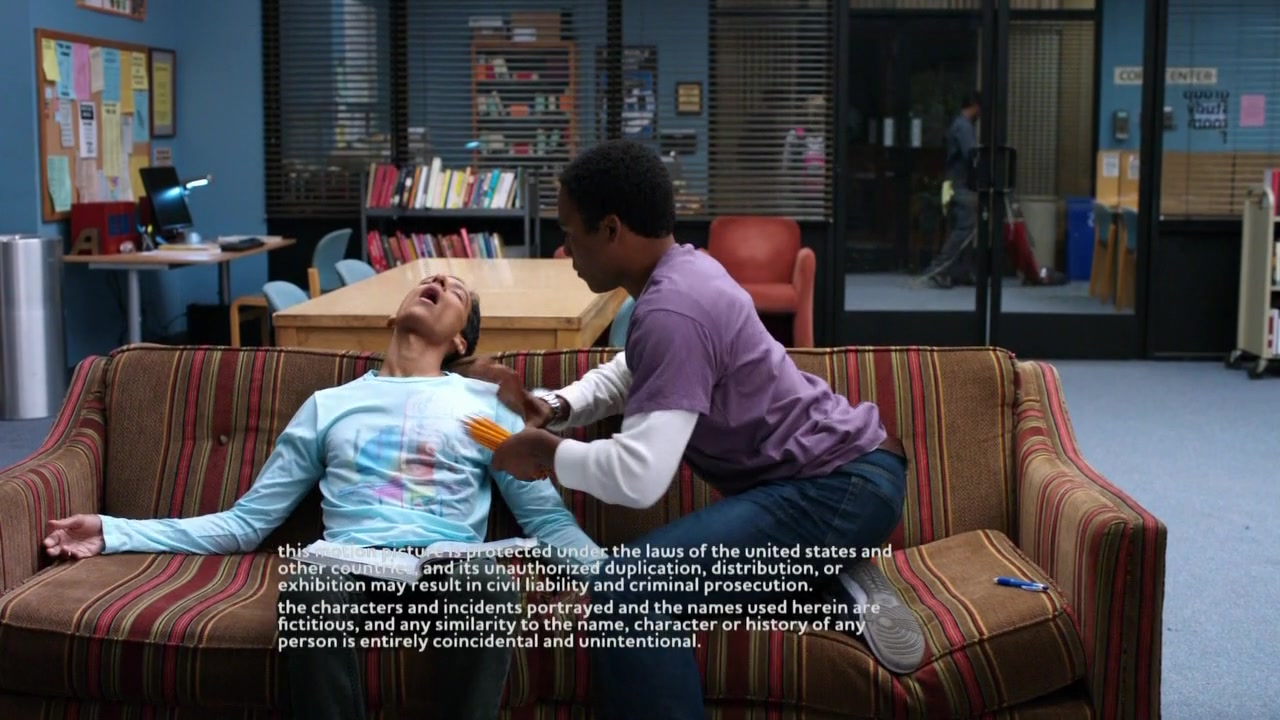 group
study
room
this motion picture is protected under the laws of the united states and
other countries, and its unauthorized duplication, distribution, or
exhibition may result in civil liability and criminal prosecution.
the characters and incidents portrayed and the names used herein are
fictitious, and any similarity to the name, character or history of any
person is entirely coincidental and unintentional.